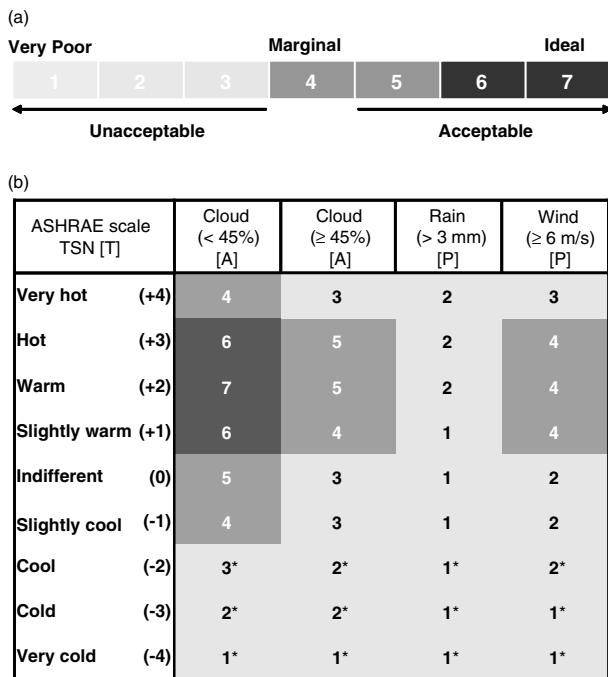 (a)
Very Poor Marginal Ideal
1 2 3 4 5 6 7
Unacceptable Acceptable
(b)
ASHRAE scale TSN [T] Cloud (< 45%) [A] Cloud (≥ 45%) [A] Rain (> 3 mm) [P] Wind (≥ 6 m/s) [P]
Very hot (+4) 4 3 2 3
Hot (+3) 6 5 2 4
Warm (+2) 7 5 2 4
Slightly warm (+1) 6 4 1 4
Indifferent (0) 5 3 1 2
Slightly cool (-1) 4 3 1 2
Cool (-2) 3* 2* 1* 2*
Cold (-3) 2* 2* 1* 1*
Very cold (-4) 1* 1* 1* 1*